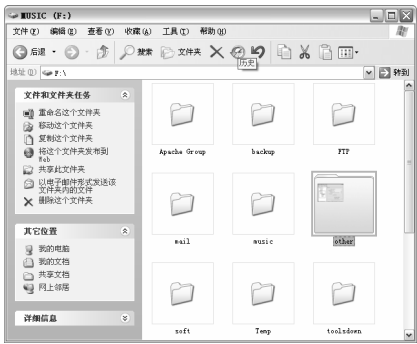 MUSIC (F:)
文件(F) 编辑(E) 查看(V) 收藏(A) 工具(T) 帮助(H)
后退 搜索 文件夹
历史
地址(D) F:\ 转到
文件和文件夹任务
重命名这个文件夹
移动这个文件夹
复制这个文件夹
将这个文件夹发布到
Web
共享此文件夹
以电子邮件形式发送该
文件夹内的文件
删除这个文件夹
其它位置
我的电脑
我的文档
共享文档
网上邻居
详细信息
Apache Group backup FTP
mail music other
soft Temp toolsdown